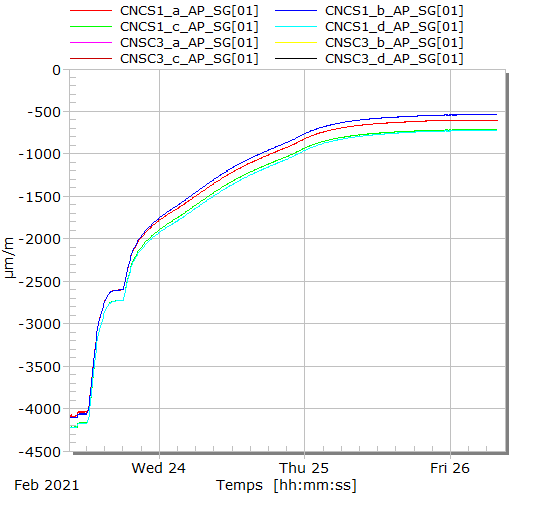 CNCS1_a_AP_SG[01] CNCS1_b_AP_SG[01]
CNCS1_c_AP_SG[01] CNCS1_d_AP_SG[01]
CNSC3_a_AP_SG[01] CNSC3_b_AP_SG[01]
CNSC3_c_AP_SG[01] CNSC3_d_AP_SG[01]
0
-500
-1000
-1500
-2000
µm/m
-2500
-3000
-3500
-4000
-4500
Wed 24 Thu 25 Fri 26
Feb 2021 Temps [hh:mm:ss]